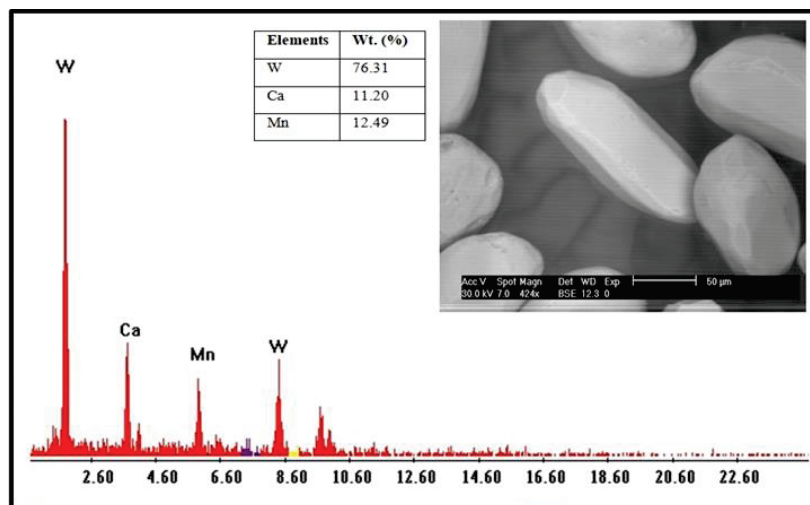 Elements Wt. (%)
W 76.31
Ca 11.20
Mn 12.49
W
Ca
Mn
W
Acc V Spot Magn Det WD Exp 50 µm
30.0 kV 7.0 424x BSE 12.3 0
2.60 4.60 6.60 8.60 10.60 12.60 14.60 16.60 18.60 20.60 22.60